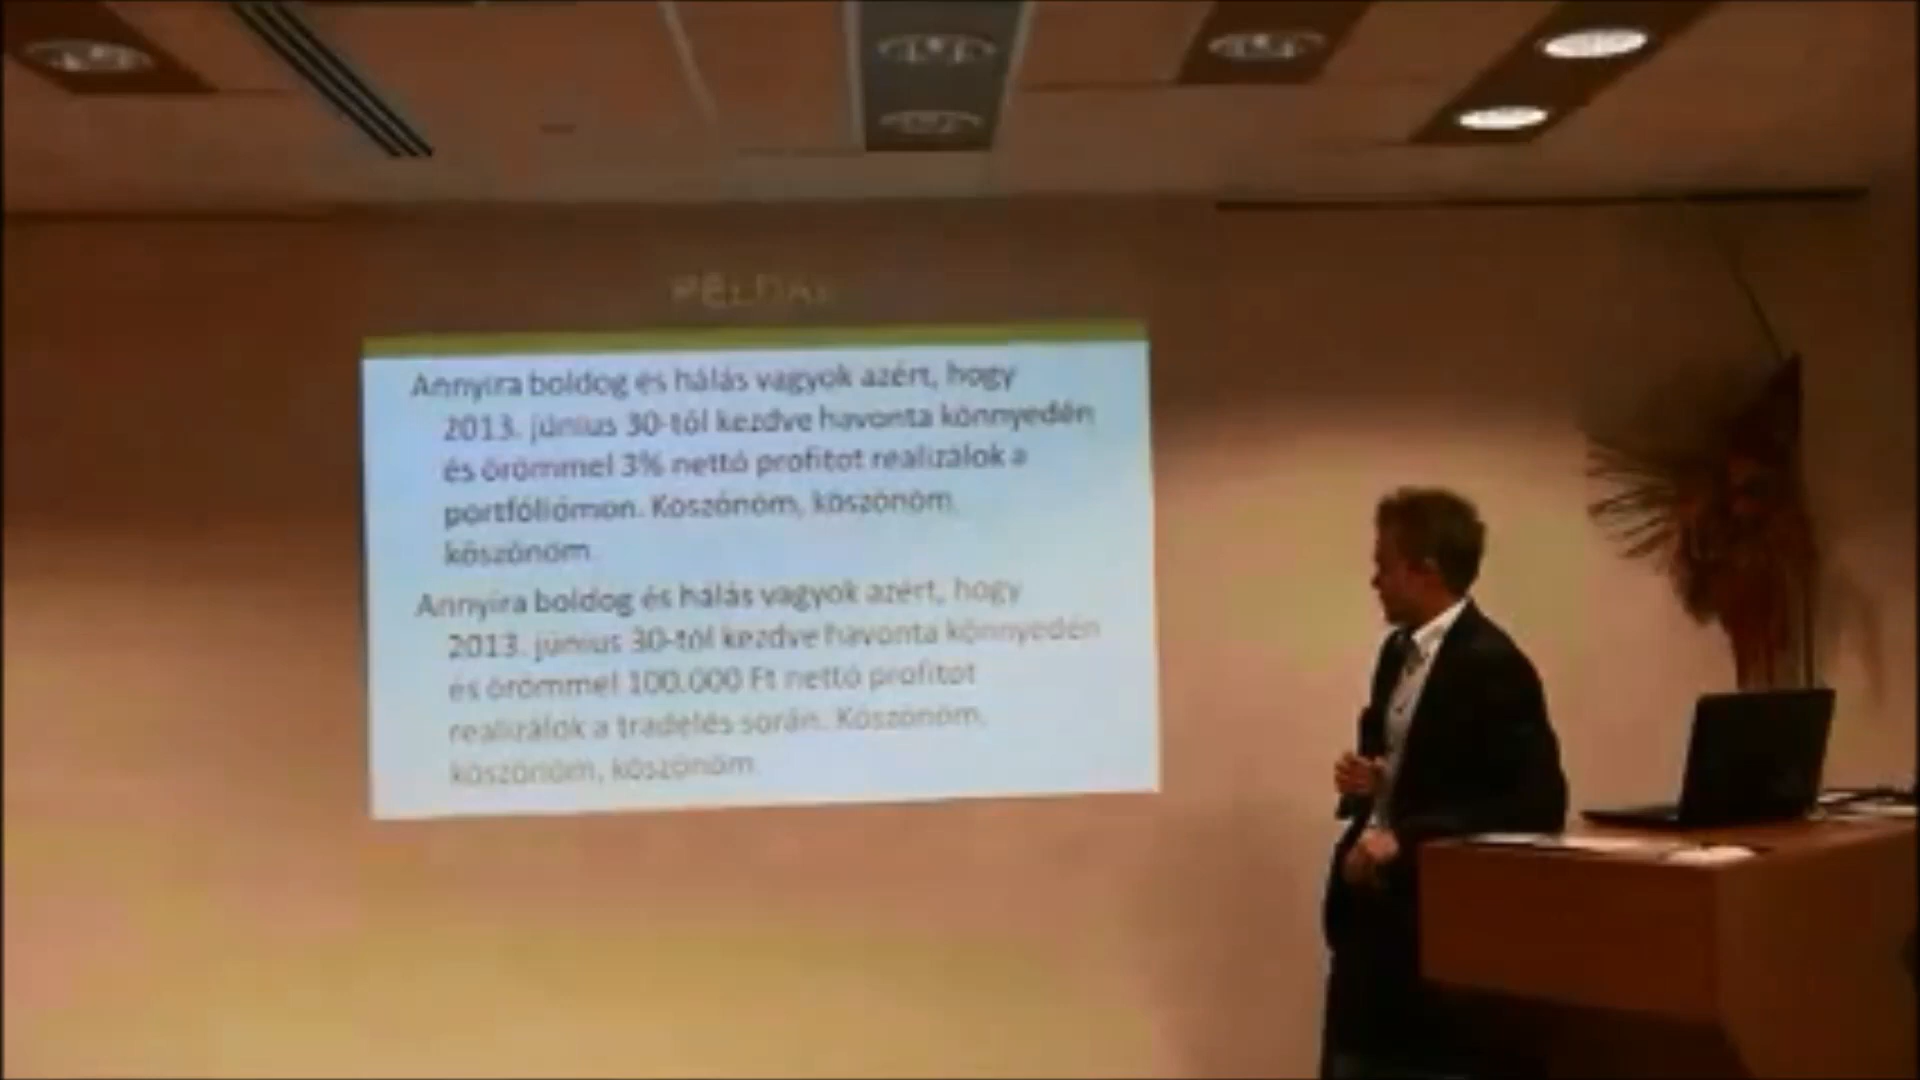 PÉLDÁK
Annyira boldog és hálás vagyok azért, hogy
2013. június 30-tól kezdve havonta könnyedén
és örömmel 3% nettó profitot realizálok a
portfóliómon. Köszönöm, köszönöm,
köszönöm.
Annyira boldog és hálás vagyok azért, hogy
2013. június 30-tól kezdve havonta könnyedén
és örömmel 100.000 Ft nettó profitot
realizálok a tradelés során. Köszönöm,
köszönöm, köszönöm.